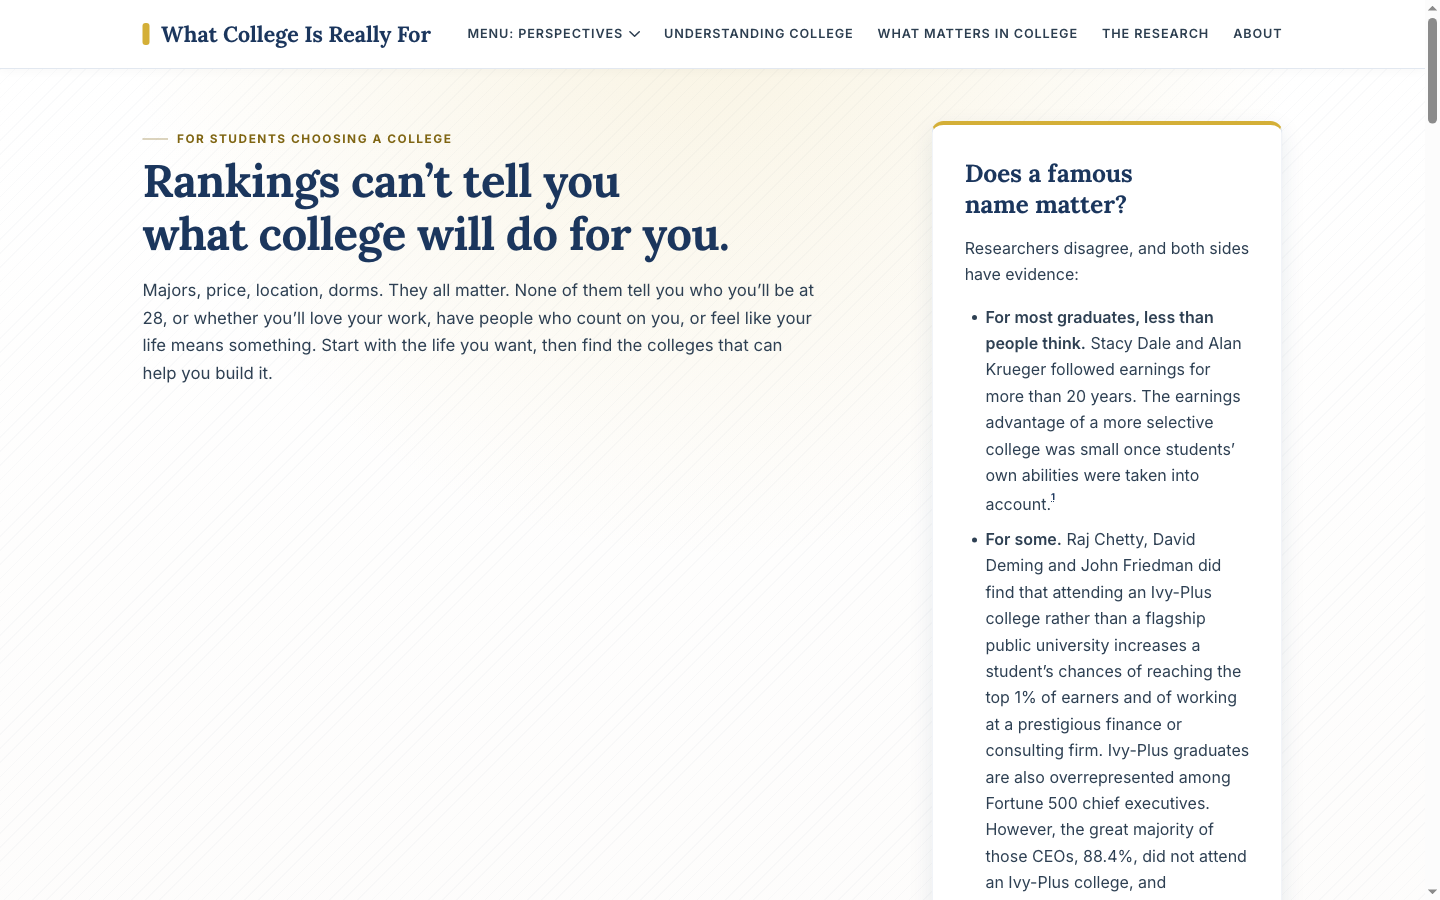 What College Is Really For
MENU: PERSPECTIVES
UNDERSTANDING COLLEGE
WHAT MATTERS IN COLLEGE
THE RESEARCH
ABOUT
FOR STUDENTS CHOOSING A COLLEGE
Rankings can’t tell you
what college will do for you.
Majors, price, location, dorms. They all matter. None of them tell you who you’ll be at
28, or whether you’ll love your work, have people who count on you, or feel like your
life means something. Start with the life you want, then find the colleges that can
help you build it.
Does a famous
name matter?
Researchers disagree, and both sides
have evidence:
• For most graduates, less than
people think. Stacy Dale and Alan
Krueger followed earnings for
more than 20 years. The earnings
advantage of a more selective
college was small once students’
own abilities were taken into
account.¹
• For some. Raj Chetty, David
Deming and John Friedman did
find that attending an Ivy-Plus
college rather than a flagship
public university increases a
student’s chances of reaching the
top 1% of earners and of working
at a prestigious finance or
consulting firm. Ivy-Plus graduates
are also overrepresented among
Fortune 500 chief executives.
However, the great majority of
those CEOs, 88.4%, did not attend
an Ivy-Plus college, and